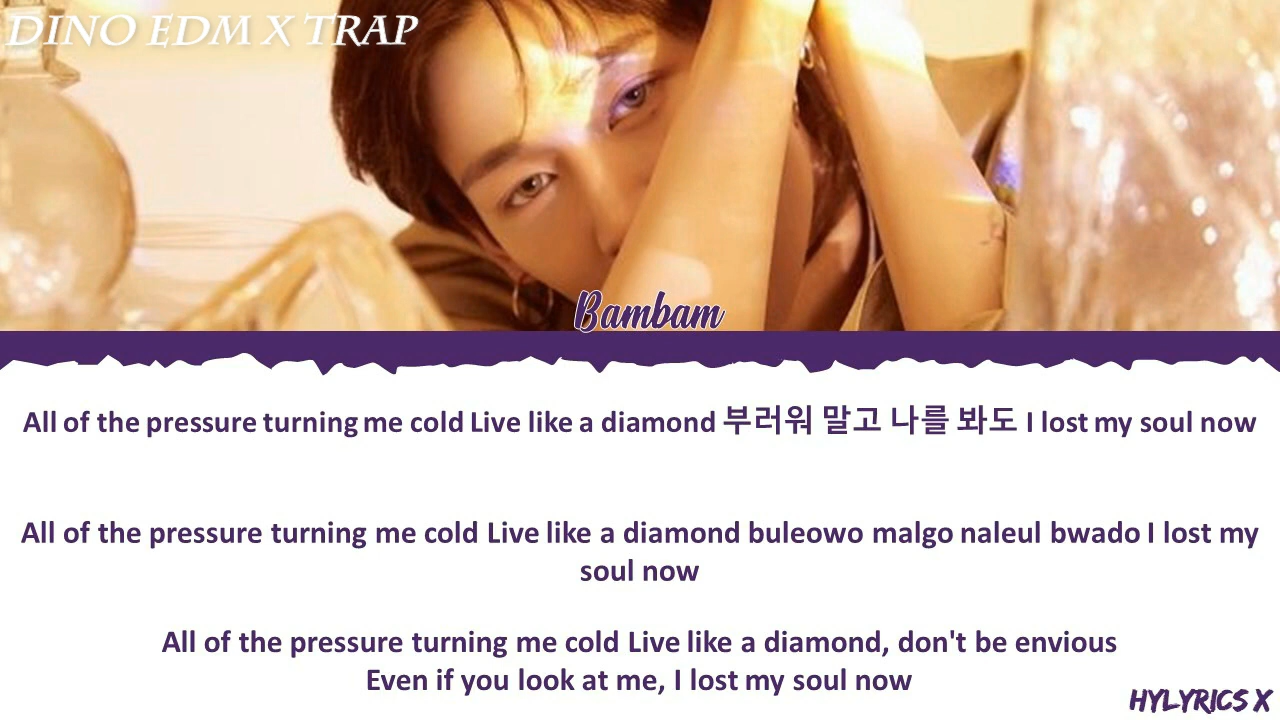 DINO EDM X TRAP
Bambam
All of the pressure turning me cold Live like a diamond 부러워 말고 나를 봐도 I lost my soul now
All of the pressure turning me cold Live like a diamond buleowo malgo naleul bwado I lost my
soul now
All of the pressure turning me cold Live like a diamond, don't be envious
Even if you look at me, I lost my soul now
HYLYRICS X